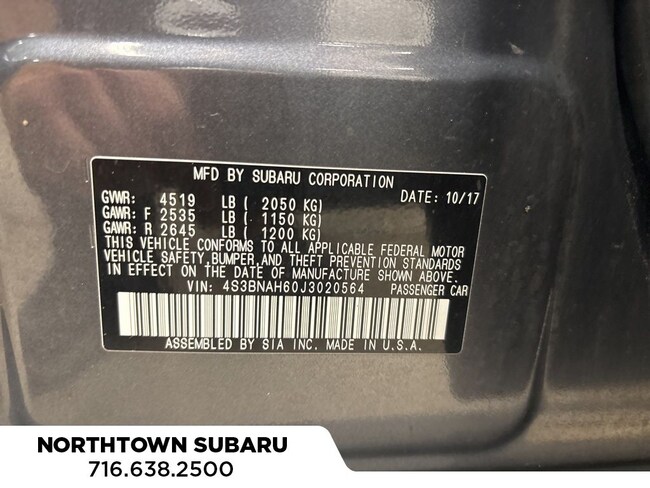 MFD BY SUBARU CORPORATION
GVWR: 4519 LB ( 2050 KG) DATE: 10/17
GAWR: F 2535 LB ( 1150 KG)
GAWR: R 2645 LB ( 1200 KG)
THIS VEHICLE CONFORMS TO ALL APPLICABLE FEDERAL MOTOR
VEHICLE SAFETY, BUMPER, AND THEFT PREVENTION STANDARDS
IN EFFECT ON THE DATE OF MANUFACTURE SHOWN ABOVE.
VIN: 4S3BNAH60J3020564 PASSENGER CAR
ASSEMBLED BY SIA INC. MADE IN U.S.A.
NORTHTOWN SUBARU
716.638.2500